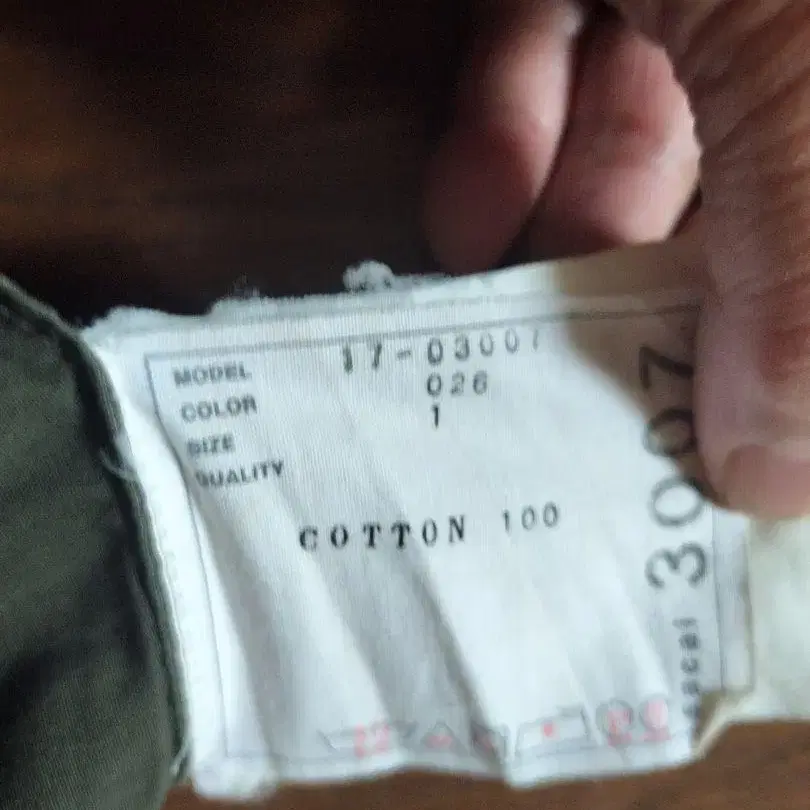 MODEL 17-03007
COLOR 026
SIZE 1
QUALITY
COTTON 100
3007